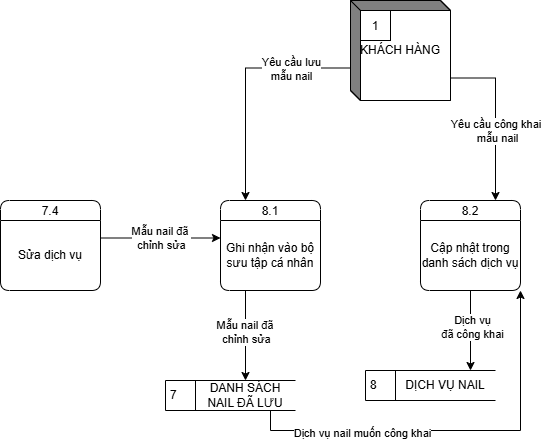 1
KHÁCH HÀNG
Yêu cầu lưu
mẫu nail
Yêu cầu công khai
mẫu nail
7.4
Sửa dịch vụ
Mẫu nail đã
chỉnh sửa
8.1
Ghi nhận vào bộ
sưu tập cá nhân
8.2
Cập nhật trong
danh sách dịch vụ
Mẫu nail đã
chỉnh sửa
Dịch vụ
đã công khai
7
DANH SÁCH
NAIL ĐÃ LƯU
8
DỊCH VỤ NAIL
Dịch vụ nail muốn công khai